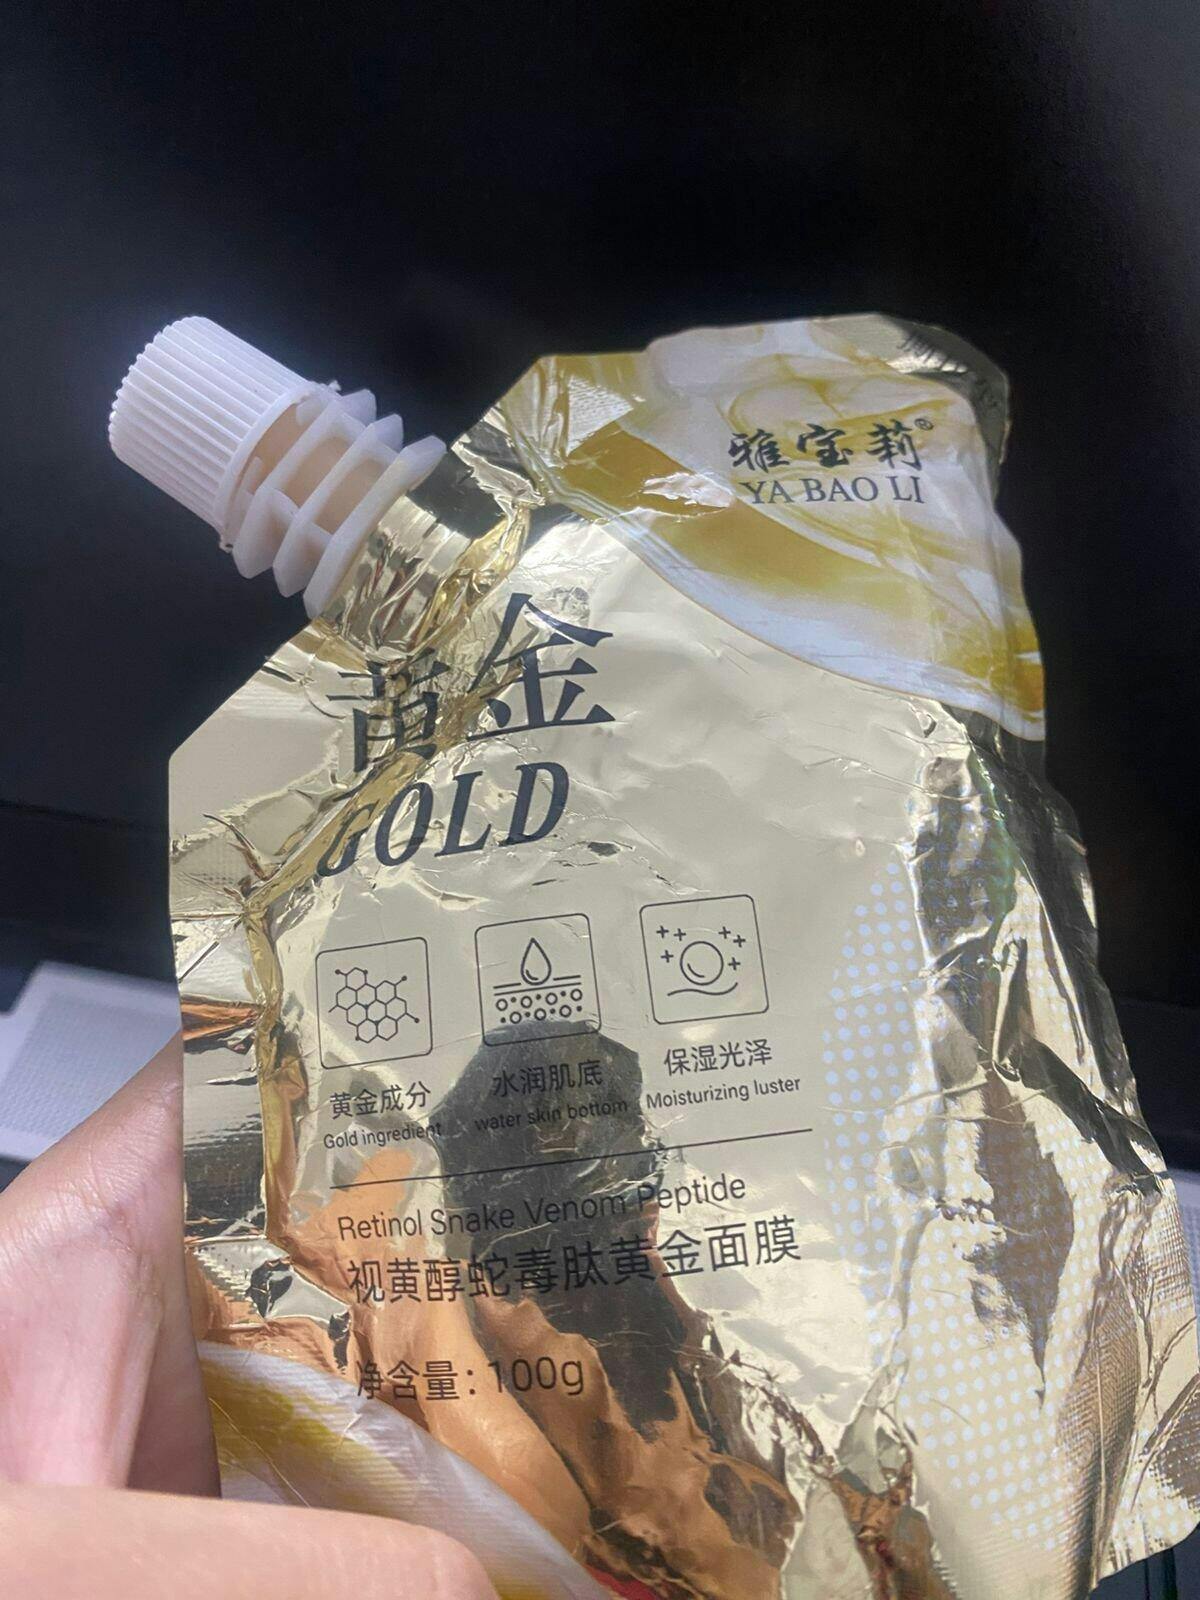 雅宝莉®
YA BAO LI
黄金
GOLD
黄金成分
Gold ingredient
水润肌底
water skin bottom
保湿光泽
Moisturizing luster
Retinol Snake Venom Peptide
视黄醇蛇毒肽黄金面膜
净含量：100g